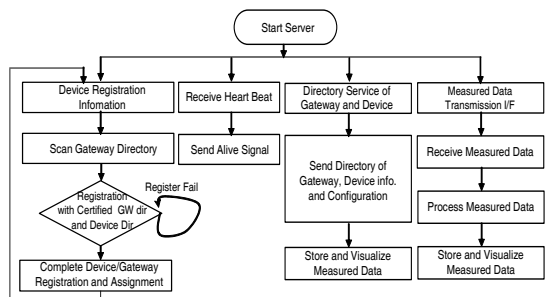 Start Server
Device Registration
Infomation
Receive Heart Beat
Directory Service of
Gateway and Device
Measured Data
Transmission I/F
Scan Gateway Directory
Send Alive Signal
Send Directory of
Gateway, Device info.
and Configuration
Receive Measured Data
Register Fail
Registration
with Certified GW dir
and Device Dir
Process Measured Data
Complete Device/Gateway
Registration and Assignment
Store and Visualize
Measured Data
Store and Visualize
Measured Data